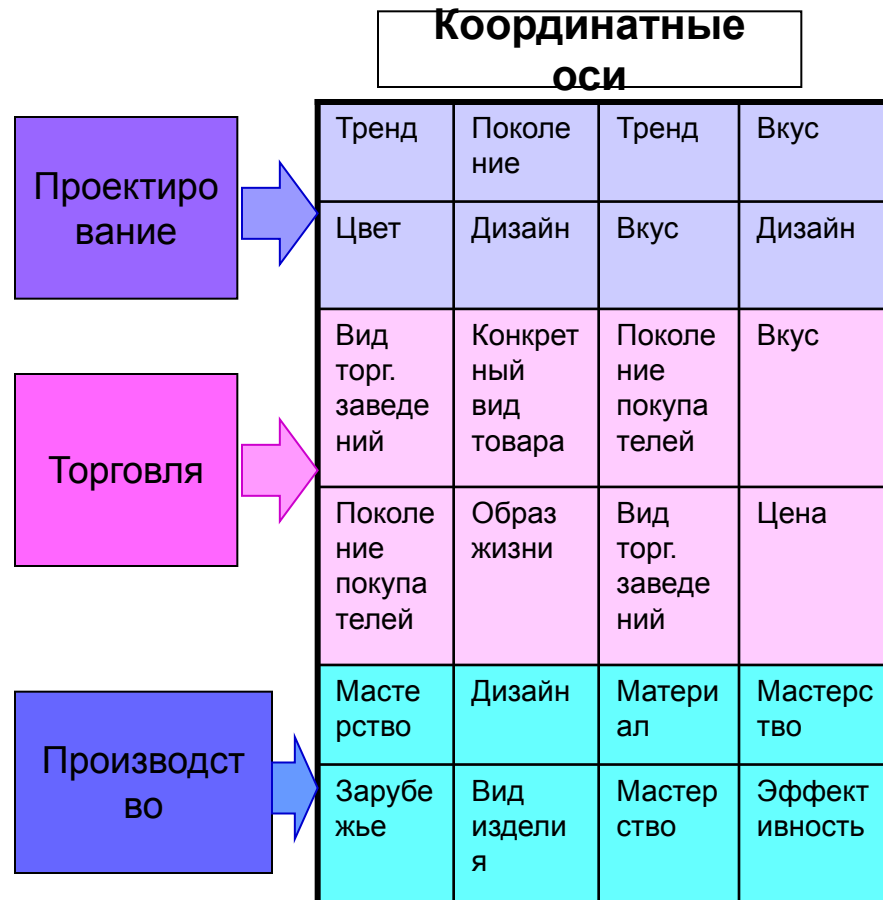 Координатные
оси
Проектиро
вание
Тренд
Поколе
ние
Тренд
Вкус
Цвет
Дизайн
Вкус
Дизайн
Торговля
Вид
торг.
заведе
ний
Конкрет
ный
вид
товара
Поколе
ние
покупа
телей
Вкус
Поколе
ние
покупа
телей
Образ
жизни
Вид
торг.
заведе
ний
Цена
Производст
во
Масте
рство
Дизайн
Матери
ал
Мастерс
тво
Зарубе
жье
Вид
издели
я
Мастер
ство
Эффект
ивность